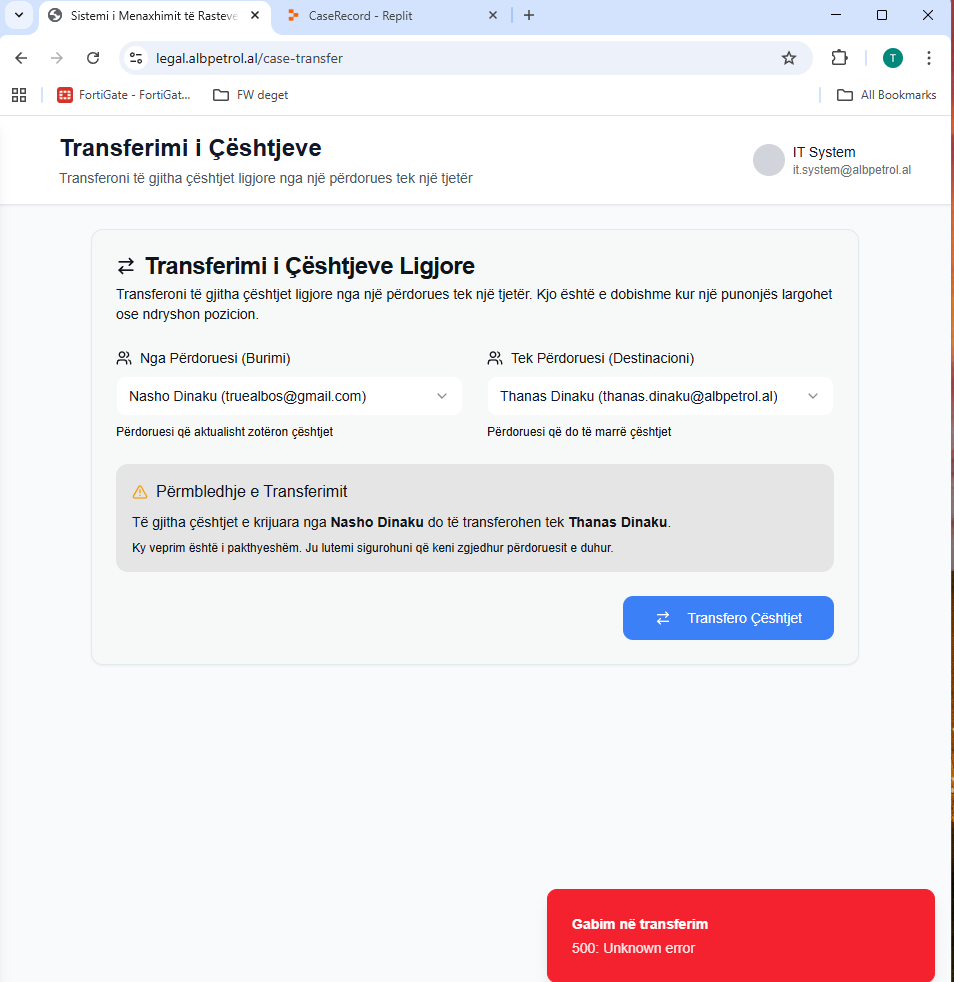 Sistemi i Menaxhimit të Rasteve
CaseRecord - Replit
legal.albpetrol.al/case-transfer
T
FortiGate - FortiGat...
FW deget
All Bookmarks
Transferimi i Çështjeve
Transferoni të gjitha çështjet ligjore nga një përdorues tek një tjetër
IT System
it.system@albpetrol.al
Transferimi i Çështjeve Ligjore
Transferoni të gjitha çështjet ligjore nga një përdorues tek një tjetër. Kjo është e dobishme kur një punonjës largohet
ose ndryshon pozicion.
Nga Përdoruesi (Burimi)
Tek Përdoruesi (Destinacioni)
Nasho Dinaku (truealbos@gmail.com)
Thanas Dinaku (thanas.dinaku@albpetrol.al)
Përdoruesi që aktualisht zotëron çështjet
Përdoruesi që do të marrë çështjet
Përmbledhje e Transferimit
Të gjitha çështjet e krijuara nga Nasho Dinaku do të transferohen tek Thanas Dinaku.
Ky veprim është i pakthyeshëm. Ju lutemi sigurohuni që keni zgjedhur përdoruesit e duhur.
Transfero Çështjet
Gabim në transferim
500: Unknown error